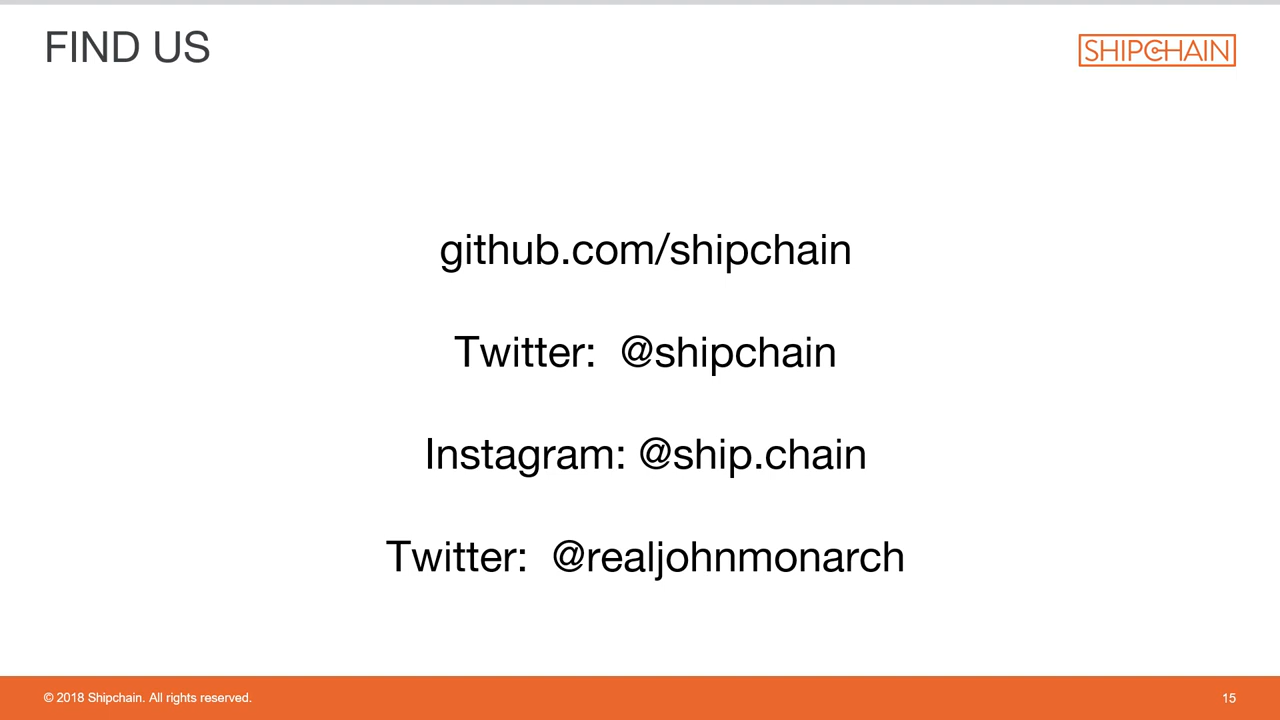 FIND US
SHIPCHAIN
github.com/shipchain
Twitter:  @shipchain
Instagram: @ship.chain
Twitter:  @realjohnmonarch
© 2018 Shipchain. All rights reserved.
15